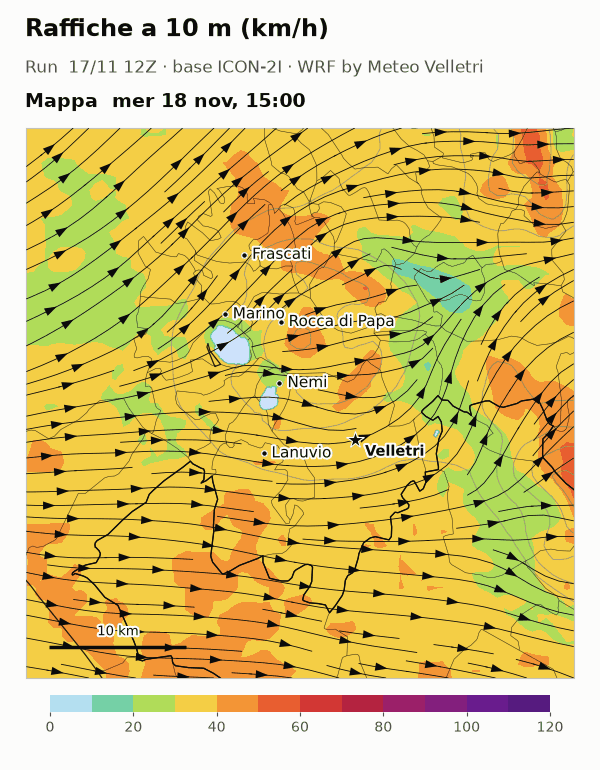 Raffiche a 10 m (km/h)
Run 17/11 12Z · base ICON-2I · WRF by Meteo Velletri
Mappa mer 18 nov, 15:00
Frascati
Marino
Rocca di Papa
Nemi
Velletri
Lanuvio
10 km
0 20 40 60 80 100 120